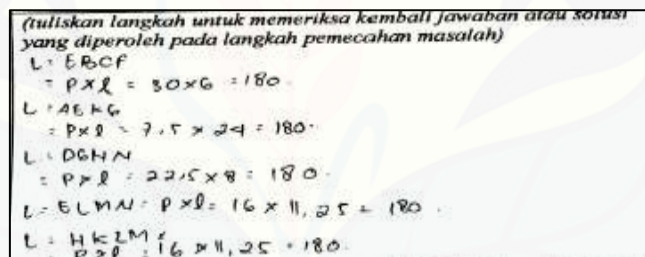 (tuliskan langkah untuk memeriksa kembali jawaban atau solusi
yang diperoleh pada langkah pemecahan masalah)
L : EBCF
= P x l = 30 x 6 = 180.
L : AEKG
= P x l = 7,5 x 24 = 180.
L : DGHN
= P x l = 22,5 x 8 = 180.
L = ELMN = P x l = 16 x 11,25 = 180.
L : HKLM :
= P x l = 16 x 11,25 = 180.